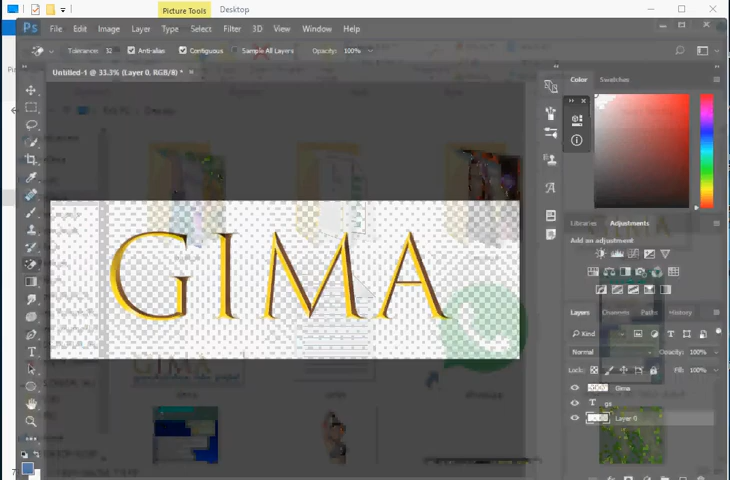 Picture Tools Desktop
Ps File Edit Image Layer Type Select Filter 3D View Window Help
Tolerance: 32 Anti-alias Contiguous Sample All Layers Opacity: 100%
Untitled-1 @ 33.3% (Layer 0, RGB/8) * ×
Color Swatches
GIMA
Libraries Adjustments
Add an adjustment
Layers Channels Paths History
Kind
Normal Opacity: 100%
Lock: Fill: 100%
Gima
T ga
Layer 0